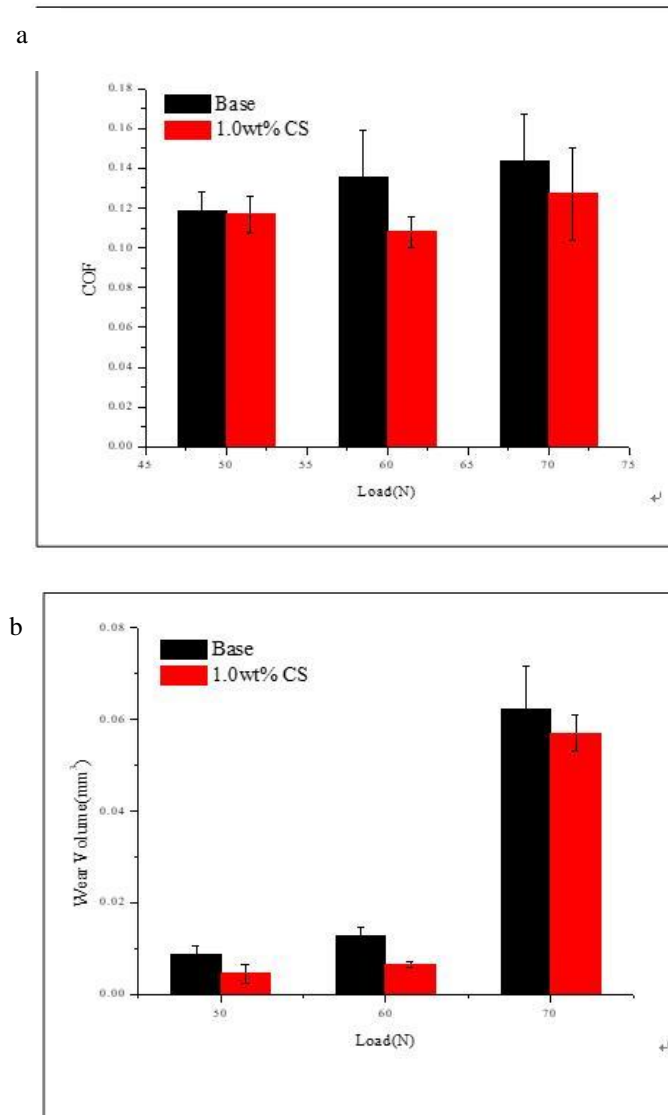 a
0.18
0.16
0.14
0.12
0.10
0.08
0.06
0.04
0.02
0.00
COF
Base
1.0wt% CS
45 50 55 60 65 70 75
Load(N)
b
0.08
0.06
0.04
0.02
0.00
Wear Volume(mm³)
Base
1.0wt% CS
50 60 70
Load(N)